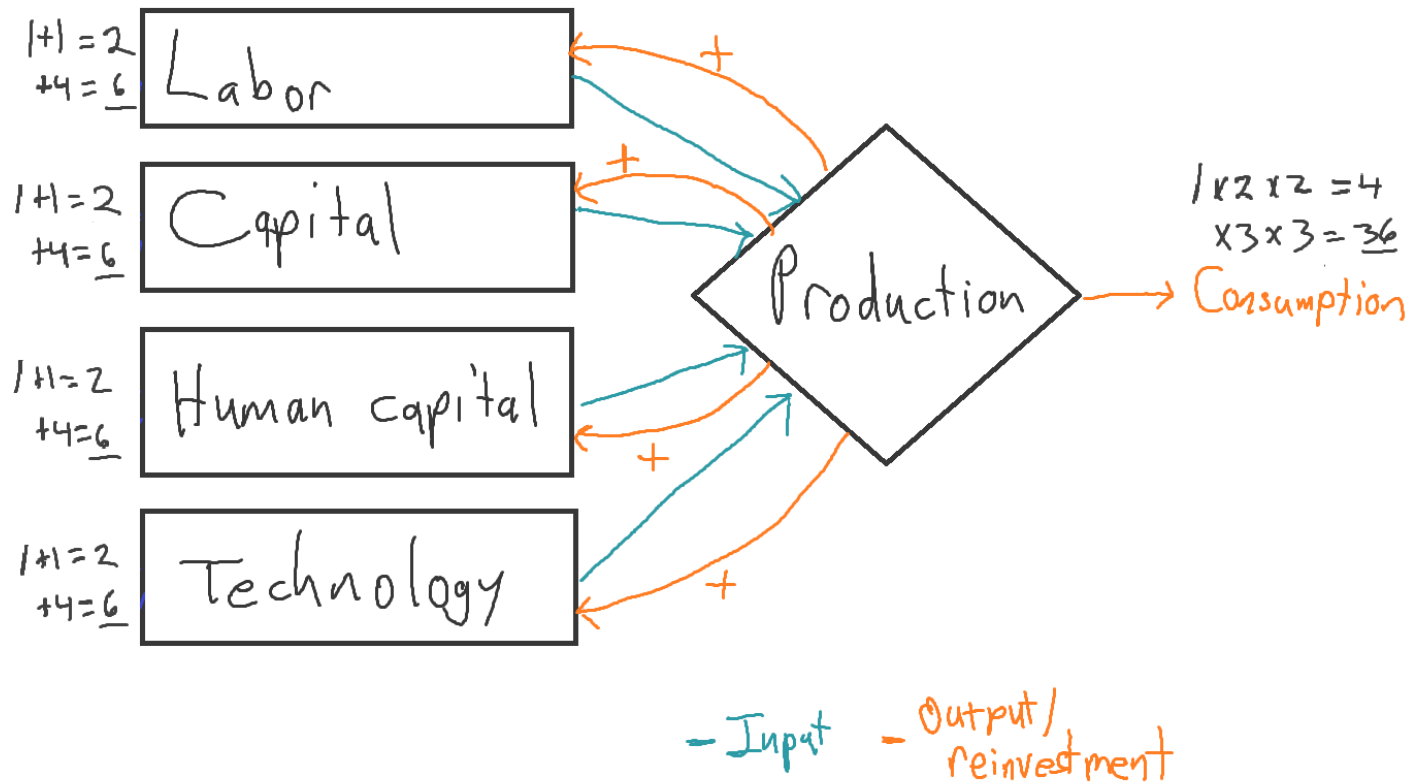 1+1=2
+4=6
Labor
+
1+1=2
+4=6
Capital
+
1x2x2=4
x3x3=36
Production
Consumption
1+1=2
+4=6
Human capital
+
1+1=2
+4=6
Technology
+
- Input
- Output/
reinvestment